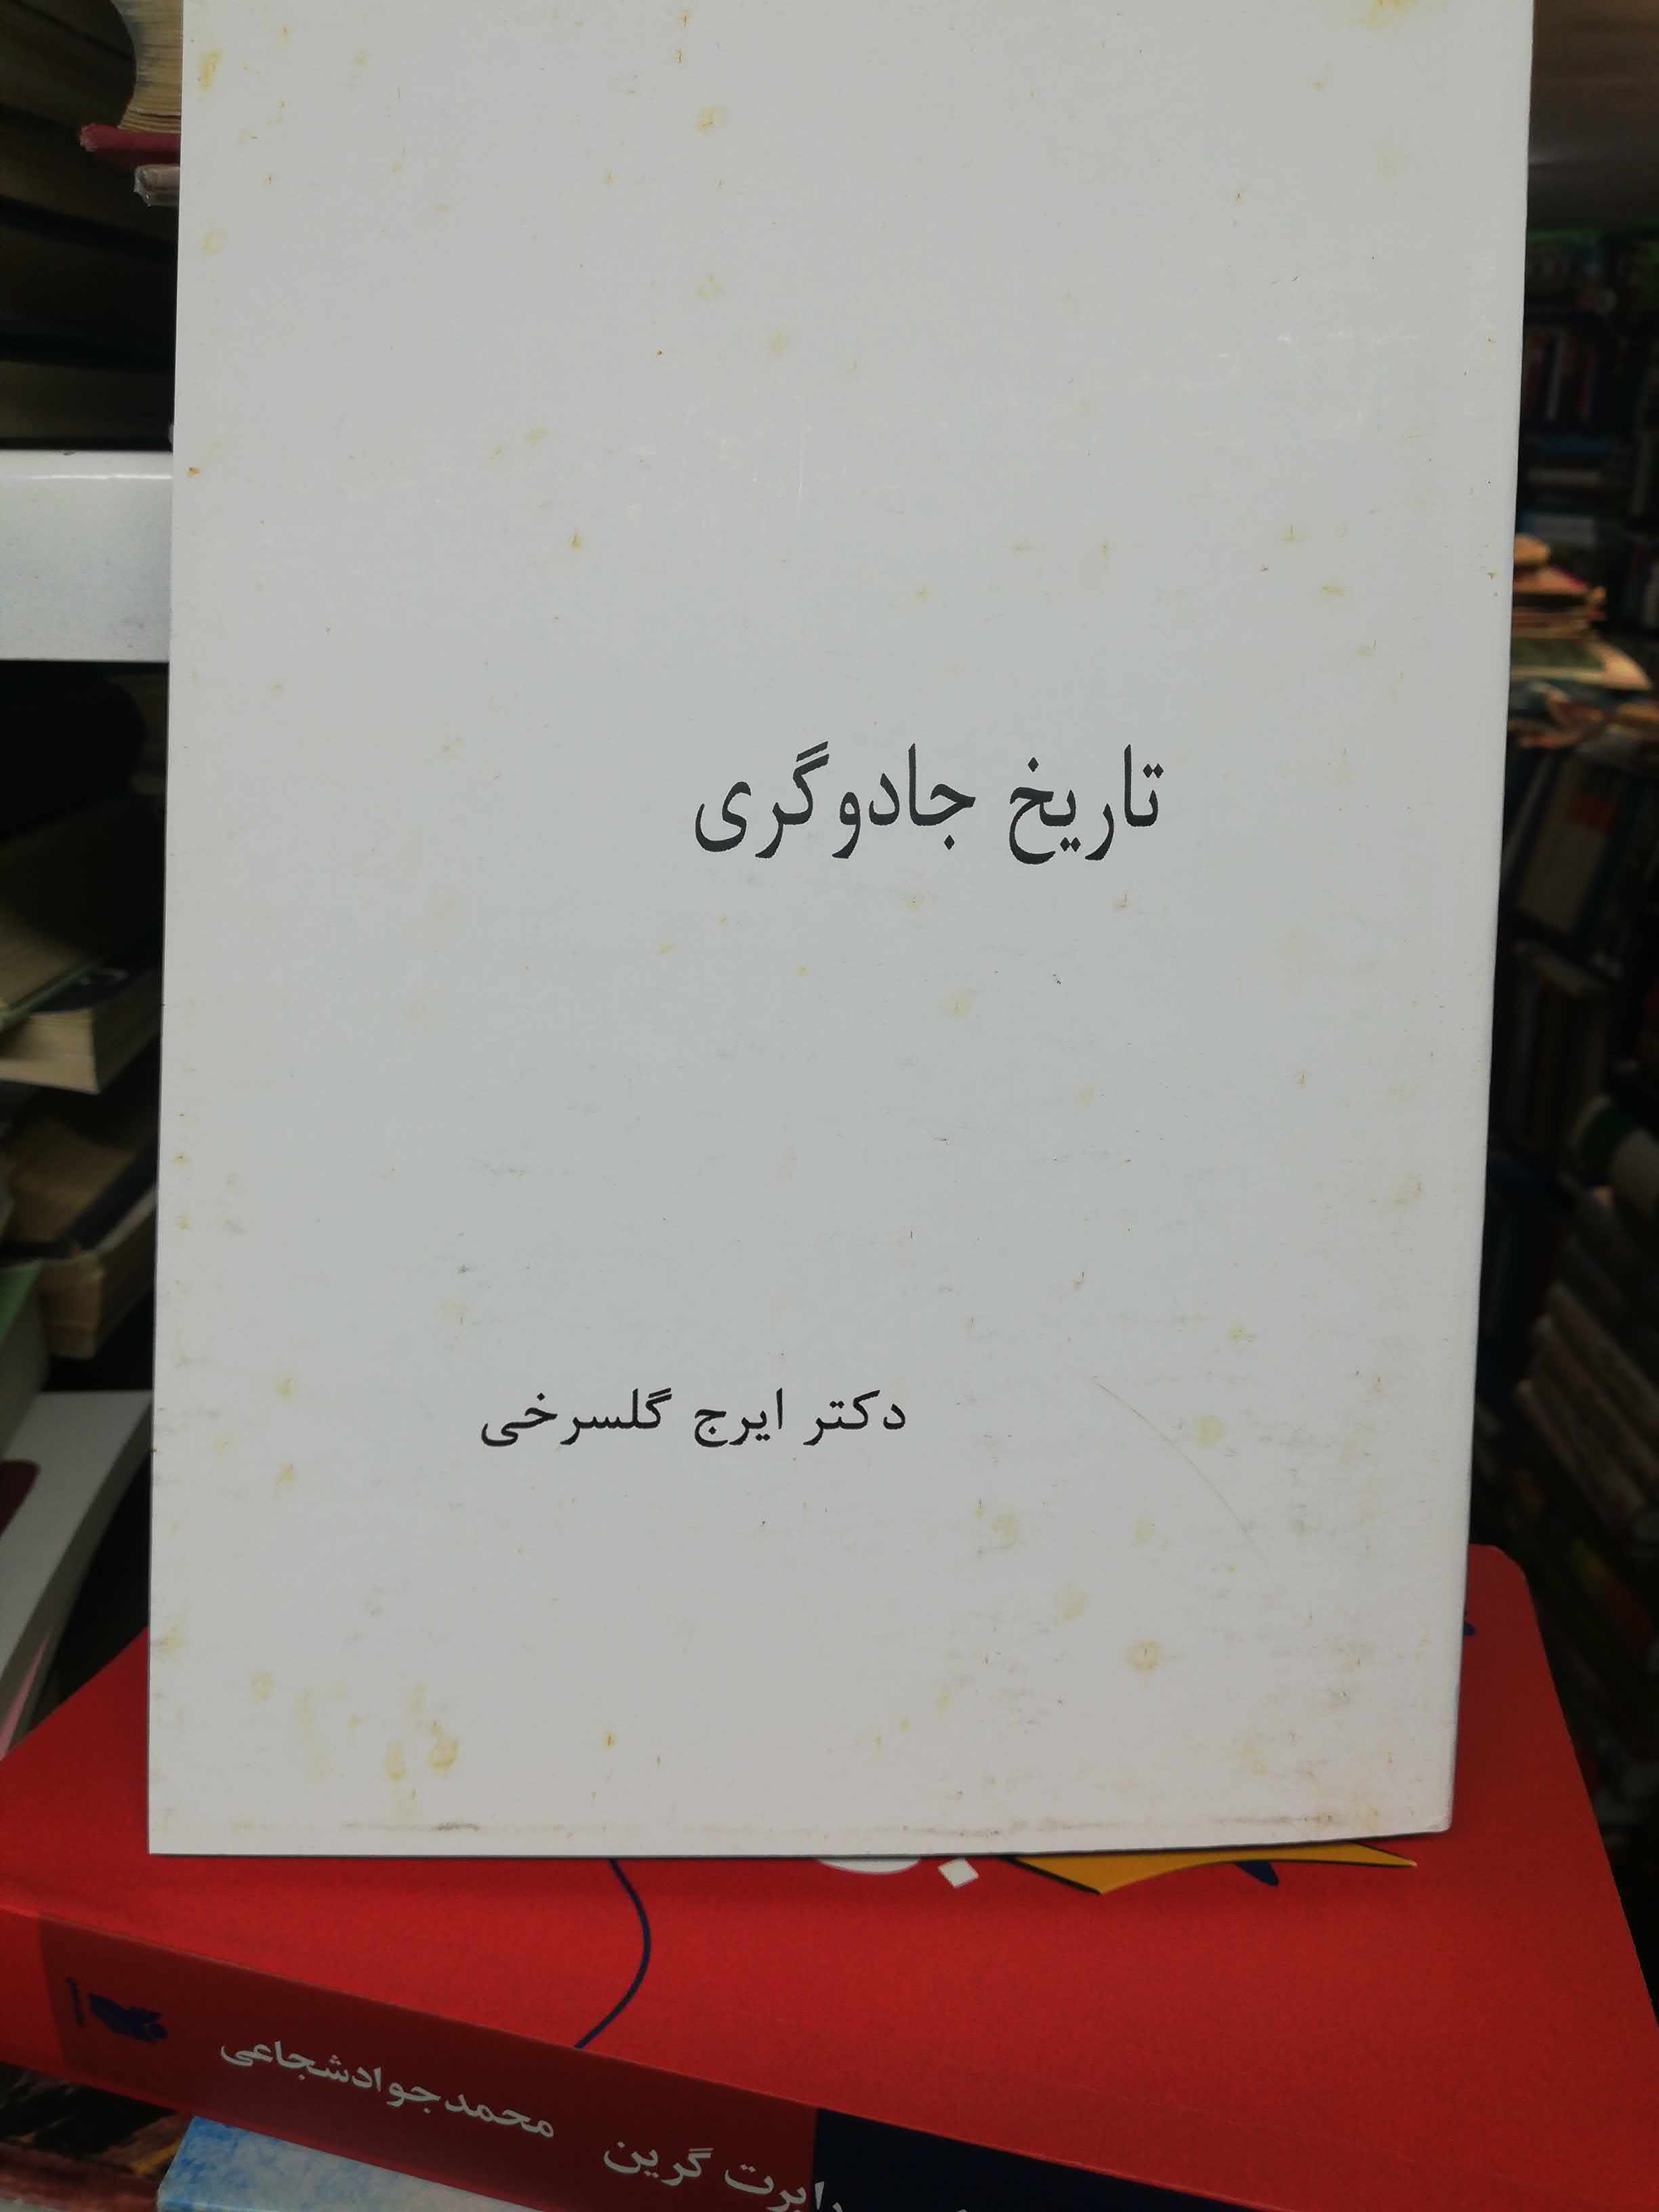 تاریخ جادوگری
دکتر ایرج گلسرخی
رابرت گرین محمدجوادشجاعی